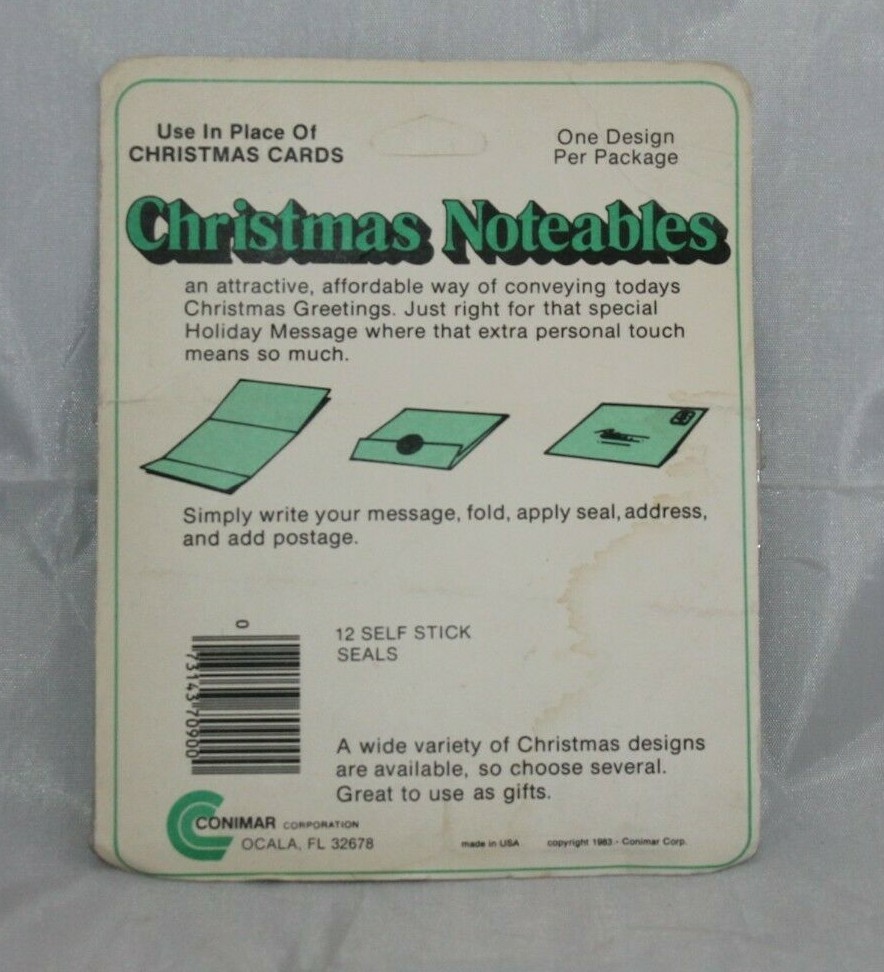 Use In Place Of
CHRISTMAS CARDS
One Design
Per Package
Christmas Noteables
an attractive, affordable way of conveying todays
Christmas Greetings. Just right for that special
Holiday Message where that extra personal touch
means so much.
Simply write your message, fold, apply seal, address,
and add postage.
0
73143 70900
12 SELF STICK
SEALS
A wide variety of Christmas designs
are available, so choose several.
Great to use as gifts.
CONIMAR CORPORATION
OCALA, FL 32678
made in USA
copyright 1983 - Conimar Corp.